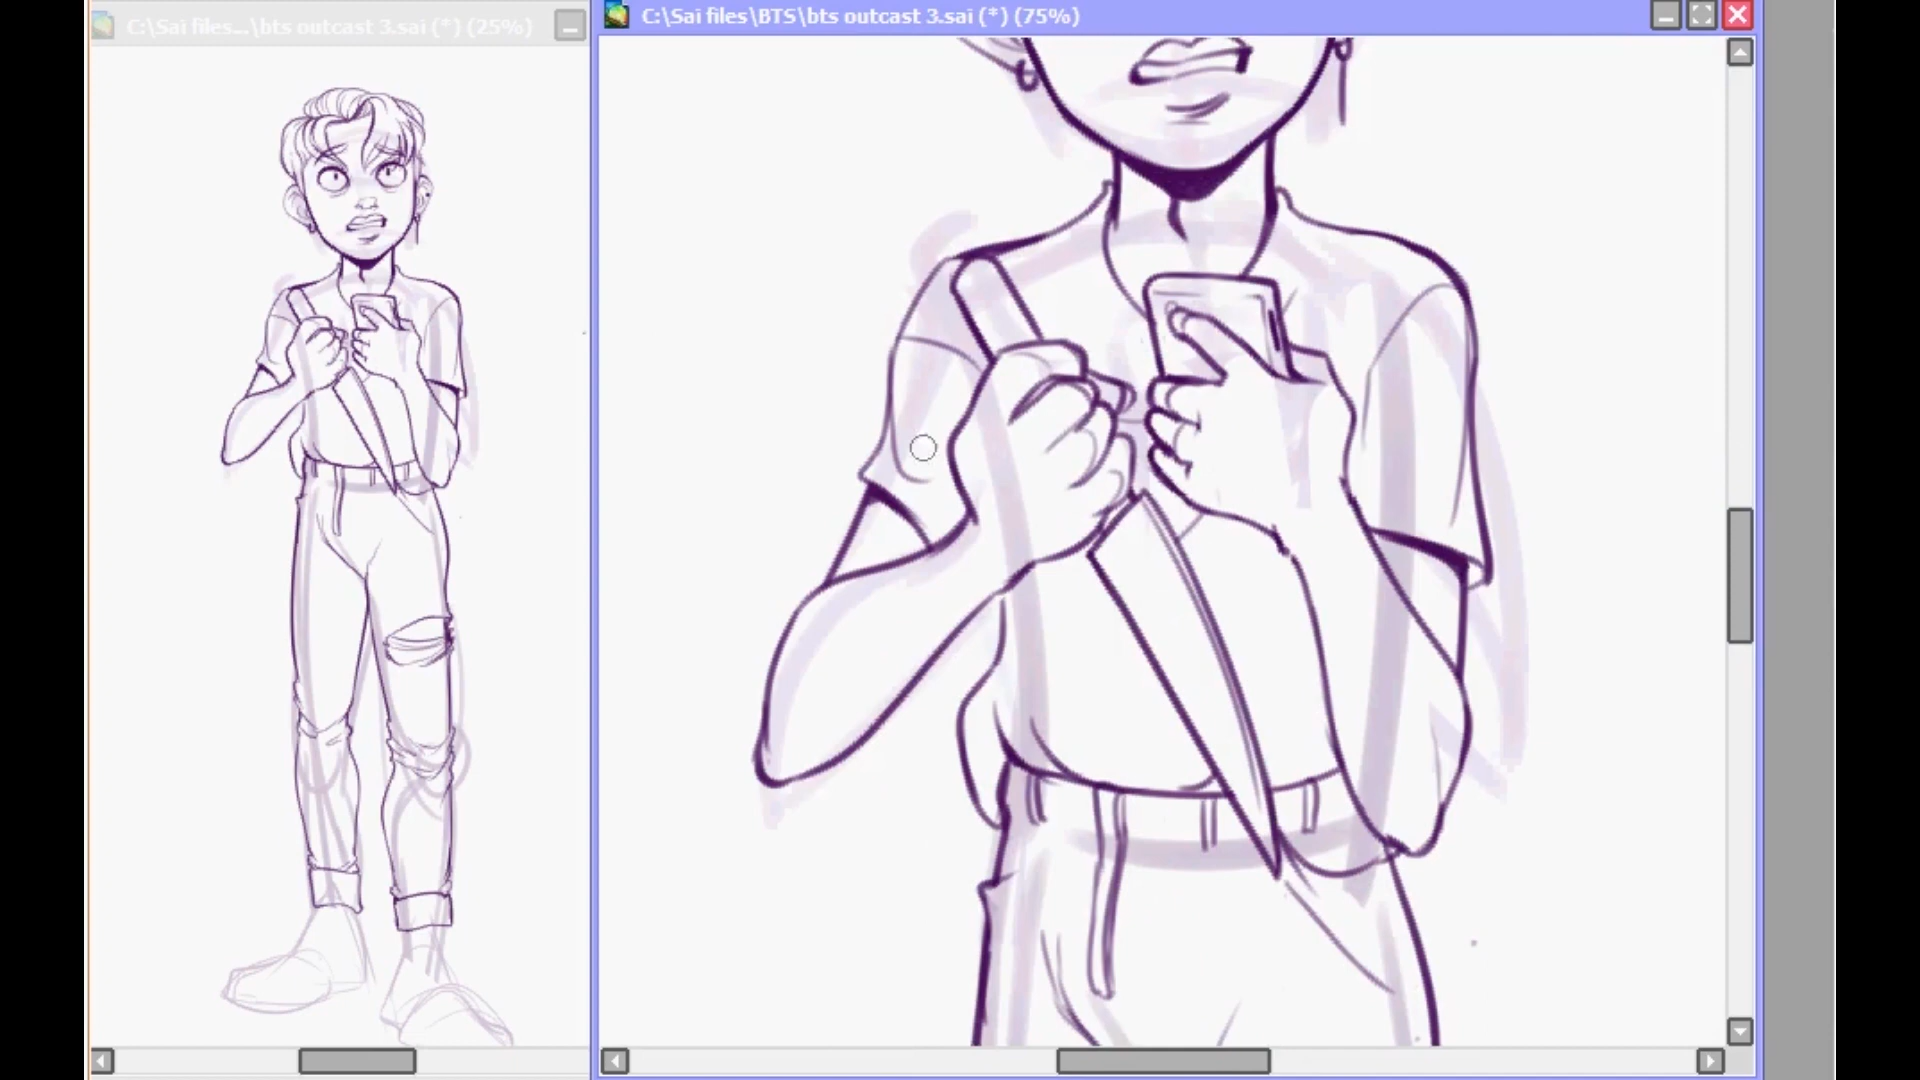 C:\Sai files...\bts outcast 3.sai (*) (25%)
C:\Sai files\BTS\bts outcast 3.sai (*) (75%)